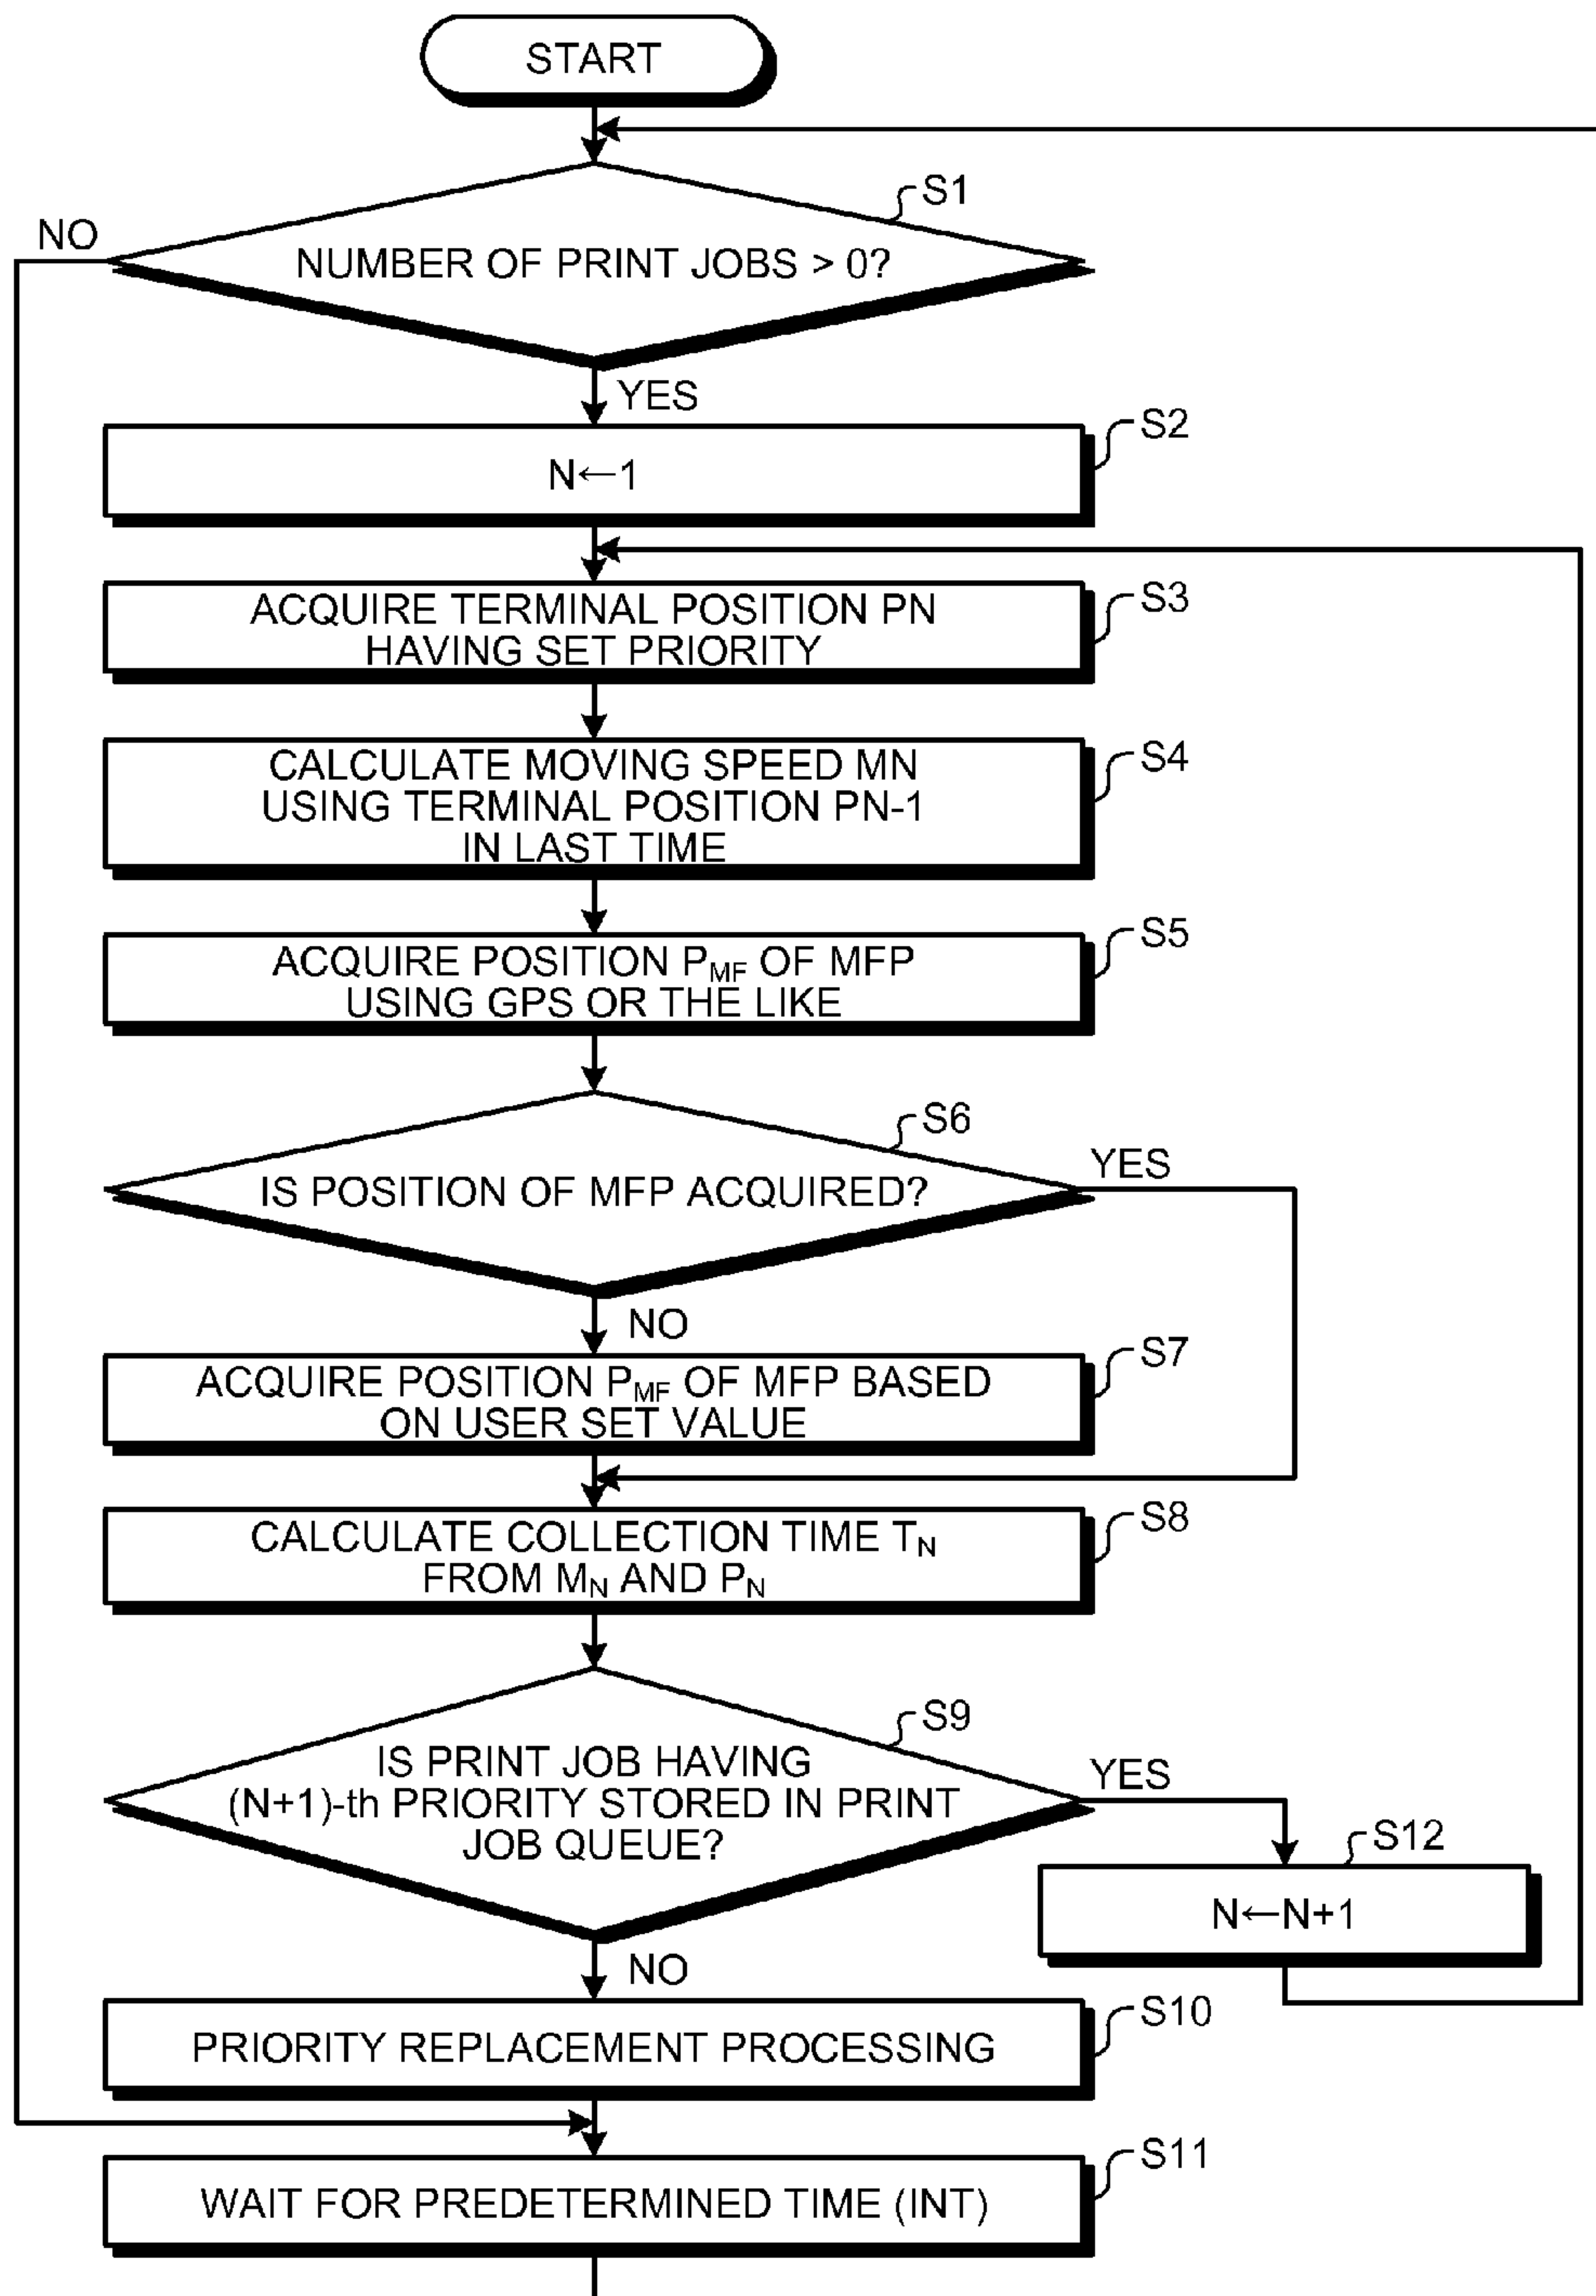 START
S1
NO
NUMBER OF PRINT JOBS > 0?
YES
S2
N←1
S3
ACQUIRE TERMINAL POSITION PN
HAVING SET PRIORITY
S4
CALCULATE MOVING SPEED MN
USING TERMINAL POSITION PN-1
IN LAST TIME
S5
ACQUIRE POSITION PMF OF MFP
USING GPS OR THE LIKE
S6
YES
IS POSITION OF MFP ACQUIRED?
NO
S7
ACQUIRE POSITION PMF OF MFP BASED
ON USER SET VALUE
S8
CALCULATE COLLECTION TIME TN
FROM MN AND PN
S9
IS PRINT JOB HAVING
(N+1)-th PRIORITY STORED IN PRINT
JOB QUEUE?
YES
S12
N←N+1
NO
S10
PRIORITY REPLACEMENT PROCESSING
S11
WAIT FOR PREDETERMINED TIME (INT)